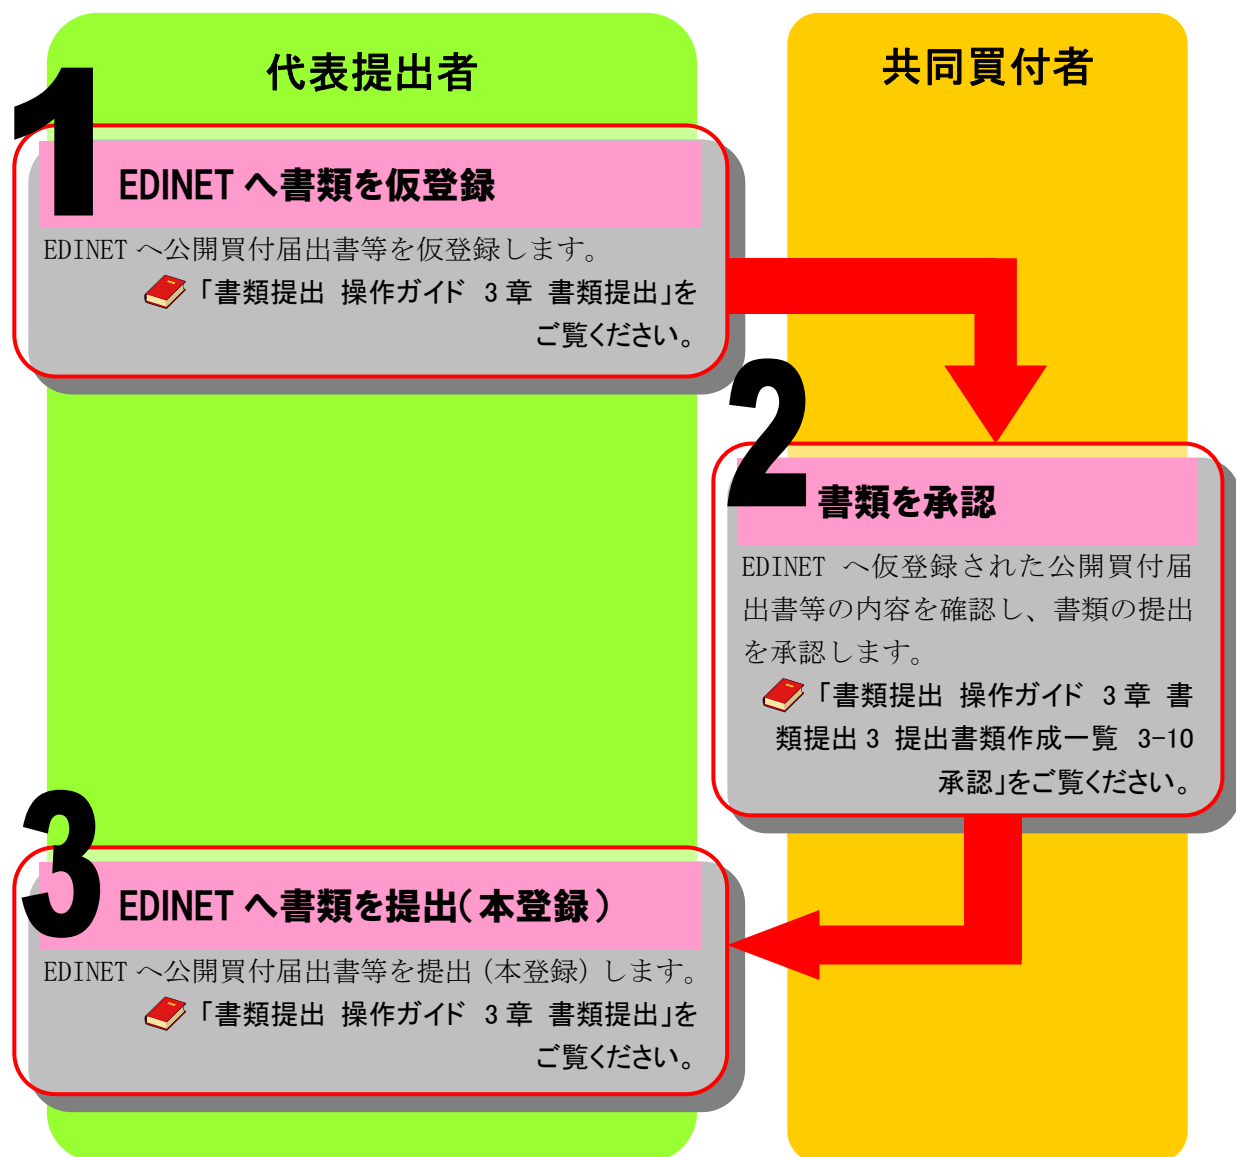 代表提出者
共同買付者
1
EDINET へ書類を仮登録
EDINET へ公開買付届出書等を仮登録します。
「書類提出 操作ガイド 3章 書類提出」を
ご覧ください。
2
書類を承認
EDINET へ仮登録された公開買付届
出書等の内容を確認し、書類の提出
を承認します。
「書類提出 操作ガイド 3章 書
類提出3 提出書類作成一覧 3-10
承認」をご覧ください。
3
EDINET へ書類を提出(本登録)
EDINET へ公開買付届出書等を提出(本登録)します。
「書類提出 操作ガイド 3章 書類提出」を
ご覧ください。